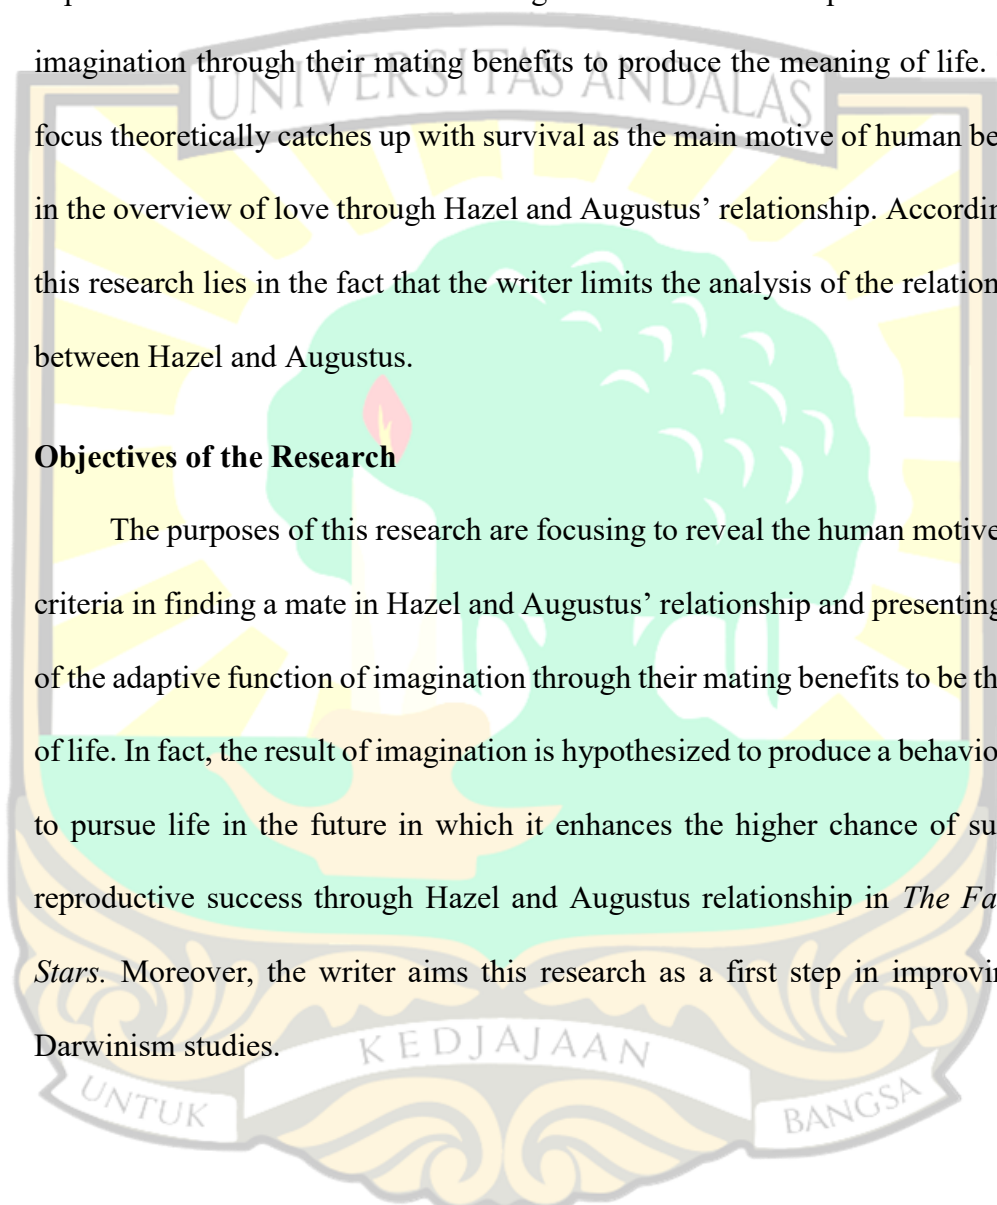 imagination through their mating benefits to produce the meaning of life.
UNIVERSITAS ANDALAS
focus theoretically catches up with survival as the main motive of human be
in the overview of love through Hazel and Augustus’ relationship. Accordin
this research lies in the fact that the writer limits the analysis of the relation
between Hazel and Augustus.
Objectives of the Research
The purposes of this research are focusing to reveal the human motive
criteria in finding a mate in Hazel and Augustus’ relationship and presenting
of the adaptive function of imagination through their mating benefits to be th
of life. In fact, the result of imagination is hypothesized to produce a behavio
to pursue life in the future in which it enhances the higher chance of su
reproductive success through Hazel and Augustus relationship in The Fa
Stars. Moreover, the writer aims this research as a first step in improvin
Darwinism studies.
UNTUK KEDJAJAAN BANGSA